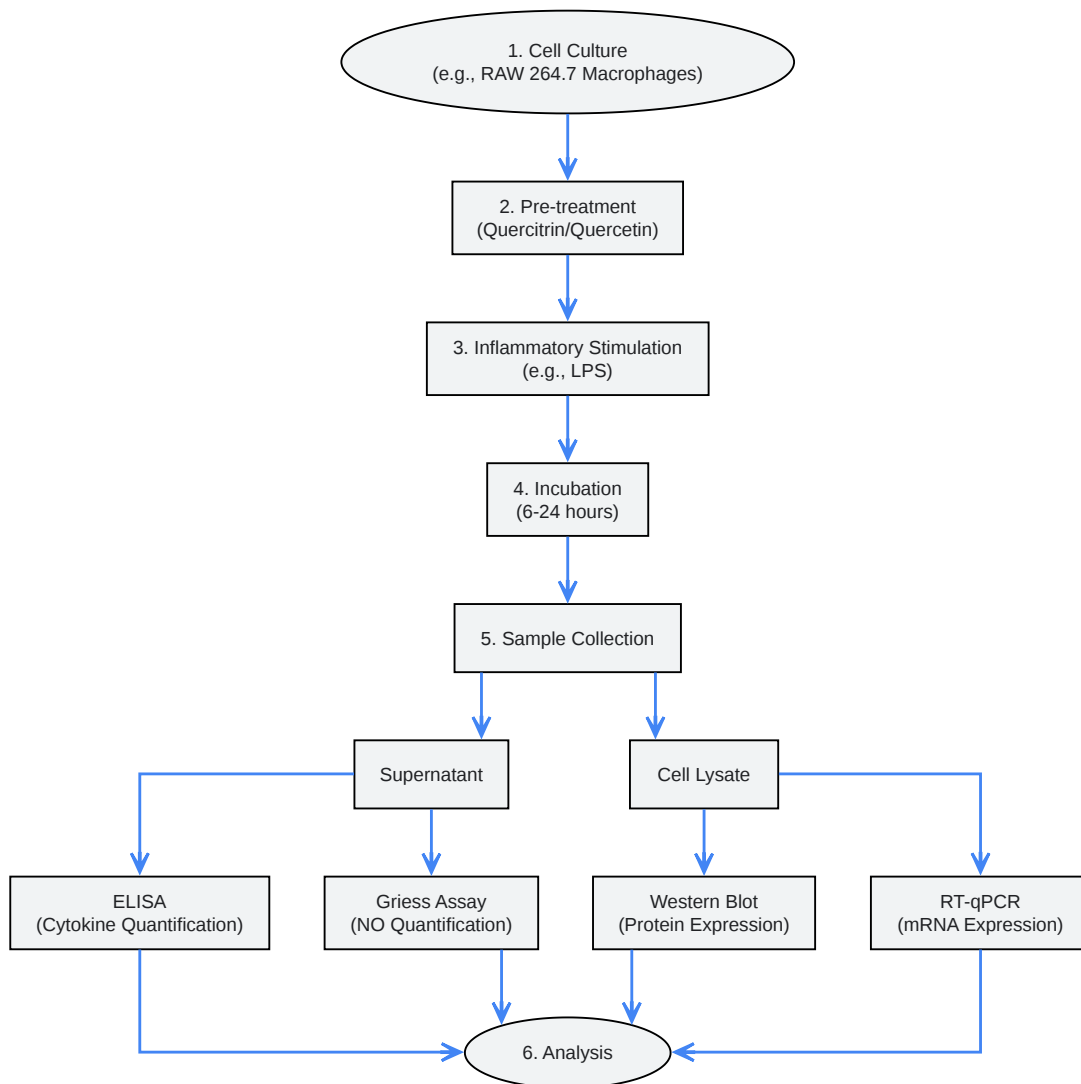 1. Cell Culture
(e.g., RAW 264.7 Macrophages)
2. Pre-treatment
(Quercitrin/Quercetin)
3. Inflammatory Stimulation
(e.g., LPS)
4. Incubation
(6-24 hours)
5. Sample Collection
Supernatant
Cell Lysate
ELISA
(Cytokine Quantification)
Griess Assay
(NO Quantification)
Western Blot
(Protein Expression)
RT-qPCR
(mRNA Expression)
6. Analysis